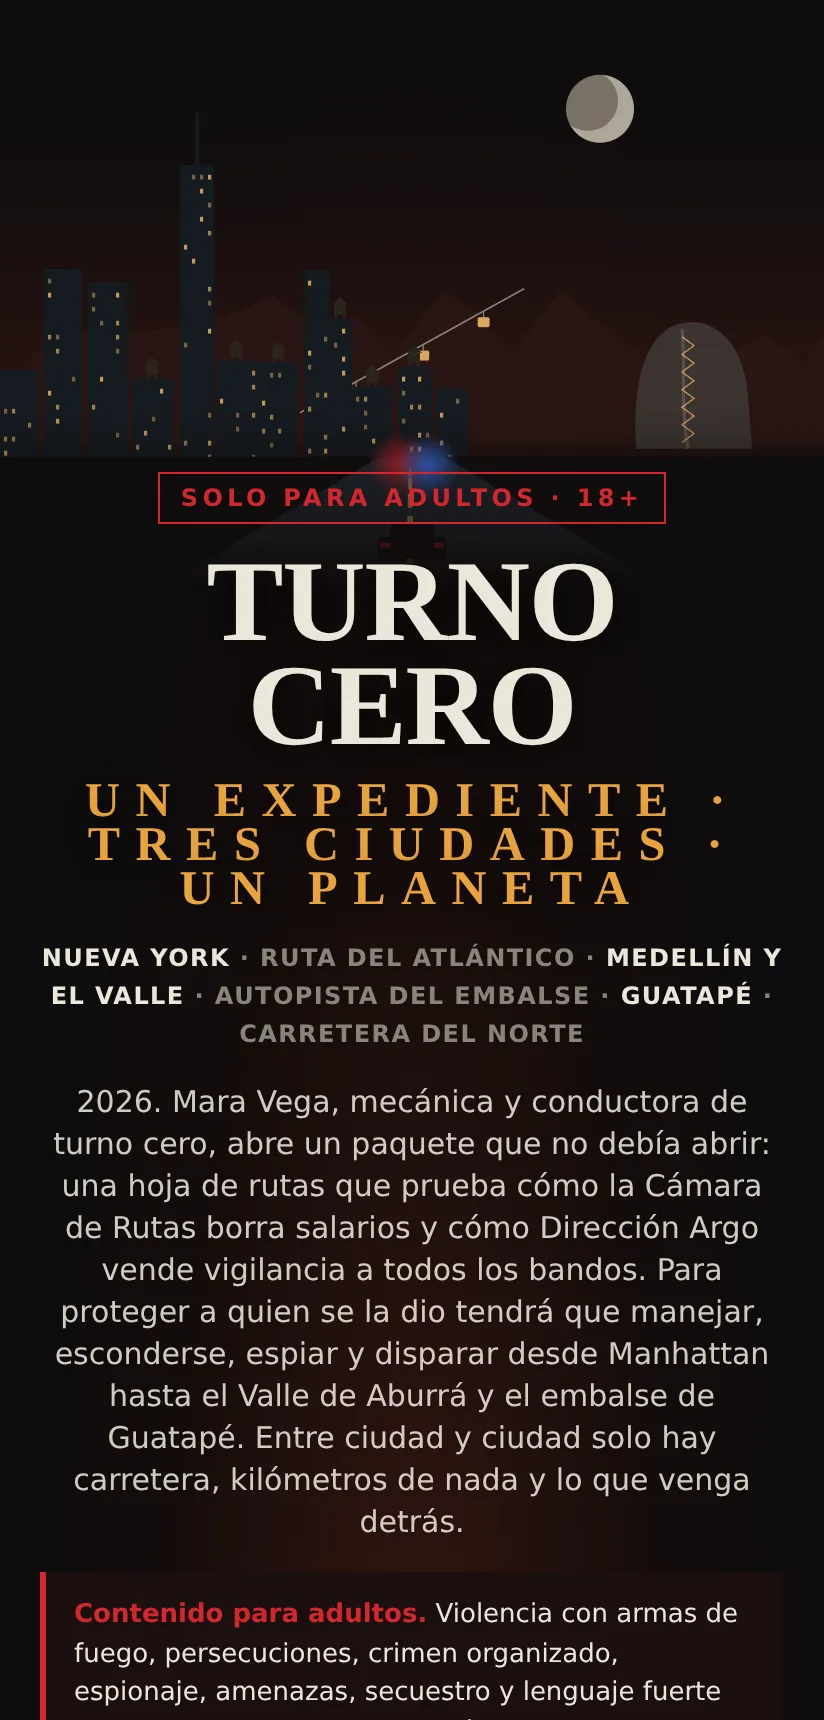 SOLO PARA ADULTOS · 18+
TURNO
CERO
UN EXPEDIENTE ·
TRES CIUDADES ·
UN PLANETA
NUEVA YORK · RUTA DEL ATLÁNTICO · MEDELLÍN Y
EL VALLE · AUTOPISTA DEL EMBALSE · GUATAPÉ ·
CARRETERA DEL NORTE
2026. Mara Vega, mecánica y conductora de
turno cero, abre un paquete que no debía abrir:
una hoja de rutas que prueba cómo la Cámara
de Rutas borra salarios y cómo Dirección Argo
vende vigilancia a todos los bandos. Para
proteger a quien se la dio tendrá que manejar,
esconderse, espiar y disparar desde Manhattan
hasta el Valle de Aburrá y el embalse de
Guatapé. Entre ciudad y ciudad solo hay
carretera, kilómetros de nada y lo que venga
detrás.
Contenido para adultos. Violencia con armas de
fuego, persecuciones, crimen organizado,
espionaje, amenazas, secuestro y lenguaje fuerte